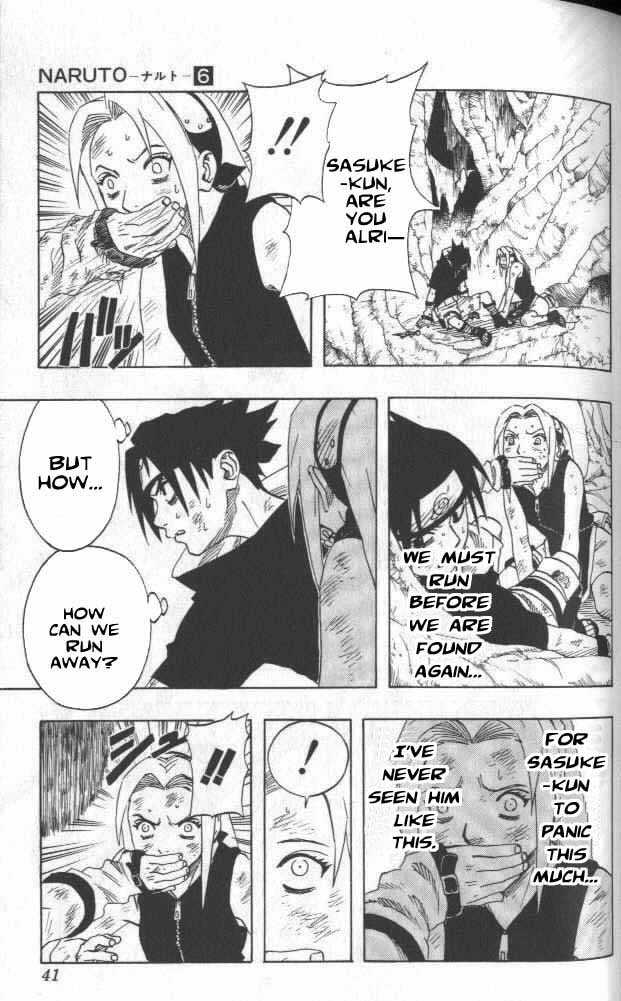 NARUTO—ナルト— 6
SASUKE
-KUN,
ARE
YOU
ALRI—
!!
WE MUST
RUN
BEFORE
WE ARE
FOUND
AGAIN...
BUT
HOW...
HOW
CAN WE
RUN
AWAY?
FOR
SASUKE
-KUN
TO
PANIC
THIS
MUCH...
I'VE
NEVER
SEEN HIM
LIKE
THIS.
!
!!
41